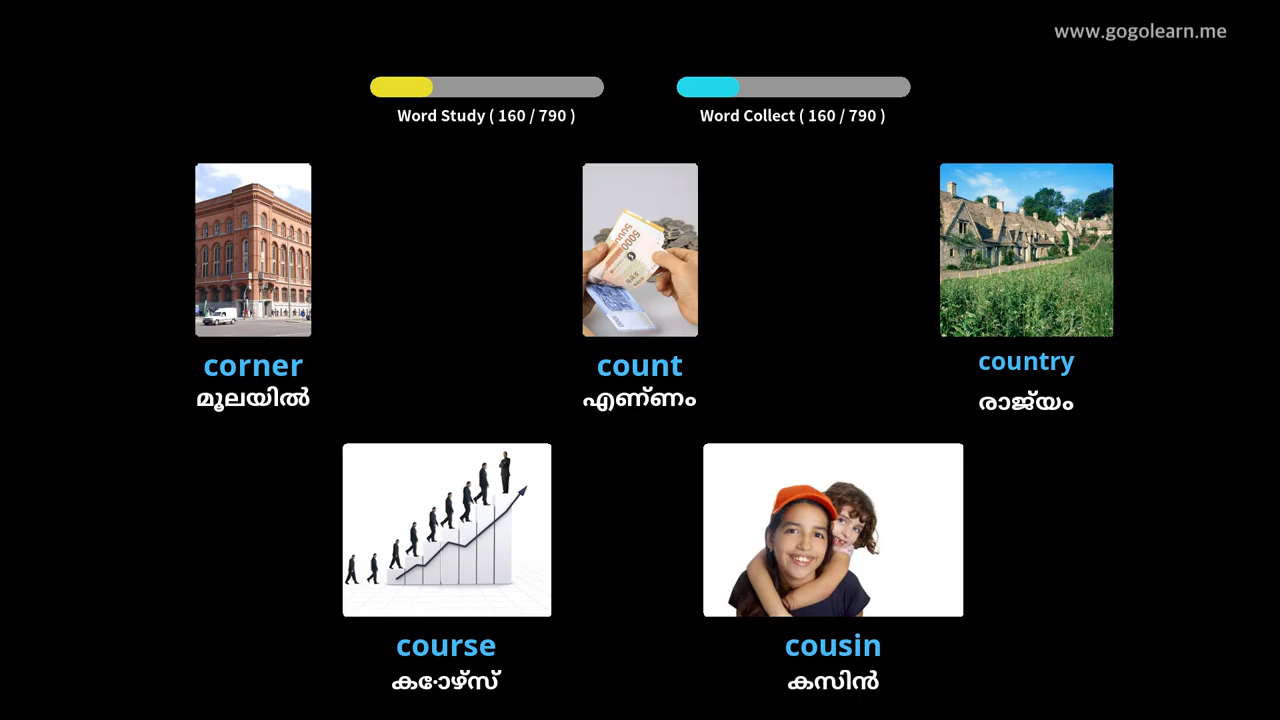 www.gogolearn.me
Word Study ( 160 / 790 )
Word Collect ( 160 / 790 )
corner
മൂലയിൽ
count
എണ്ണം
country
രാജ്യം
course
കോഴ്സ്
cousin
കസിൻ